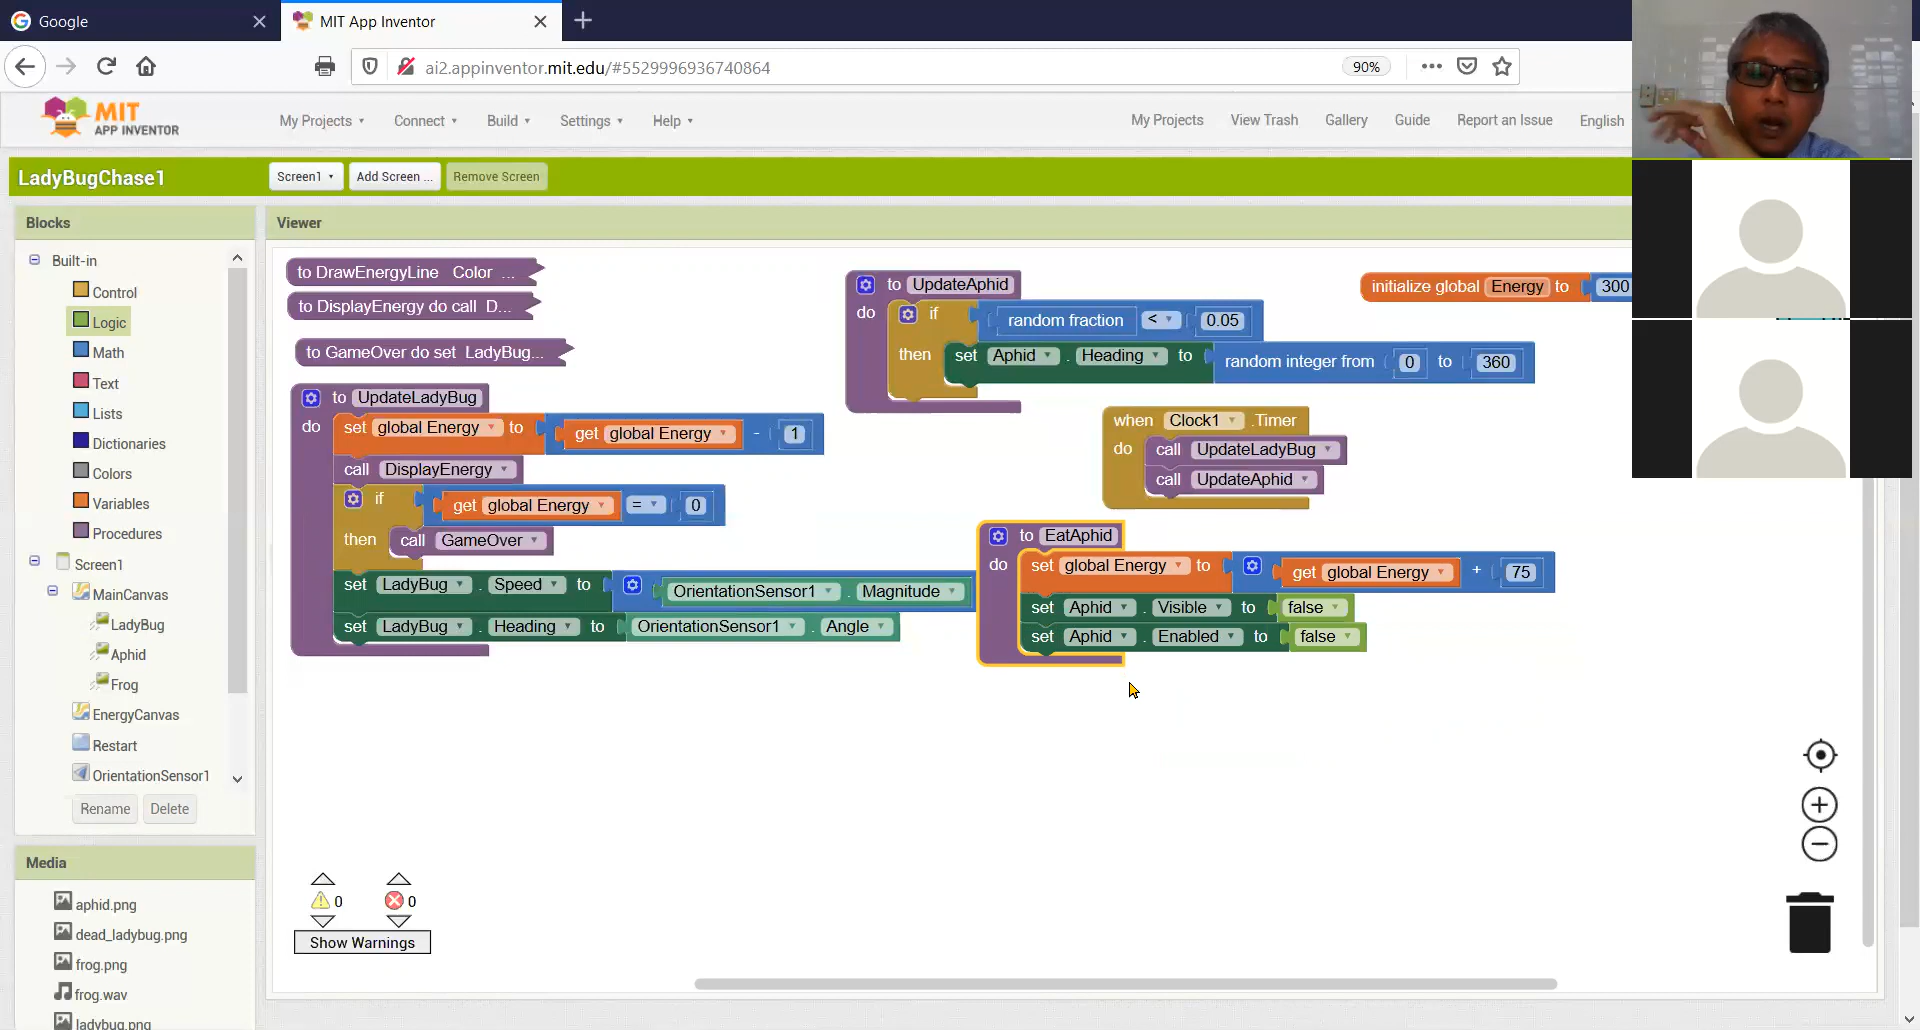 Google
MIT App Inventor
ai2.appinventor.mit.edu/#5529996936740864
90%
MIT
APP INVENTOR
My Projects
Connect
Build
Settings
Help
My Projects
View Trash
Gallery
Guide
Report an Issue
English
LadyBugChase1
Screen1
Add Screen ...
Remove Screen
Blocks
Built-in
Control
Logic
Math
Text
Lists
Dictionaries
Colors
Variables
Procedures
Screen1
MainCanvas
LadyBug
Aphid
Frog
EnergyCanvas
Restart
OrientationSensor1
Rename
Delete
Media
aphid.png
dead_ladybug.png
frog.png
frog.wav
ladybug.png
Viewer
to DrawEnergyLine Color ...
to DisplayEnergy do call D...
to GameOver do set LadyBug...
to UpdateLadyBug
do set global Energy to get global Energy - 1
call DisplayEnergy
if get global Energy = 0
then call GameOver
set LadyBug . Speed to OrientationSensor1 . Magnitude
set LadyBug . Heading to OrientationSensor1 . Angle
to UpdateAphid
do if random fraction < 0.05
then set Aphid . Heading to random integer from 0 to 360
initialize global Energy to 300
when Clock1 .Timer
do call UpdateLadyBug
call UpdateAphid
to EatAphid
do set global Energy to get global Energy + 75
set Aphid . Visible to false
set Aphid . Enabled to false
0
0
Show Warnings